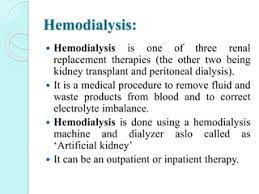 Hemodialysis:
Hemodialysis is one of three renal
replacement therapies (the other two being
kidney transplant and peritoneal dialysis).
It is a medical procedure to remove fluid and
waste products from blood and to correct
electrolyte imbalance.
Hemodialysis is done using a hemodialysis
machine and dialyzer aslo called as
‘Artificial kidney’
It can be an outpatient or inpatient therapy.